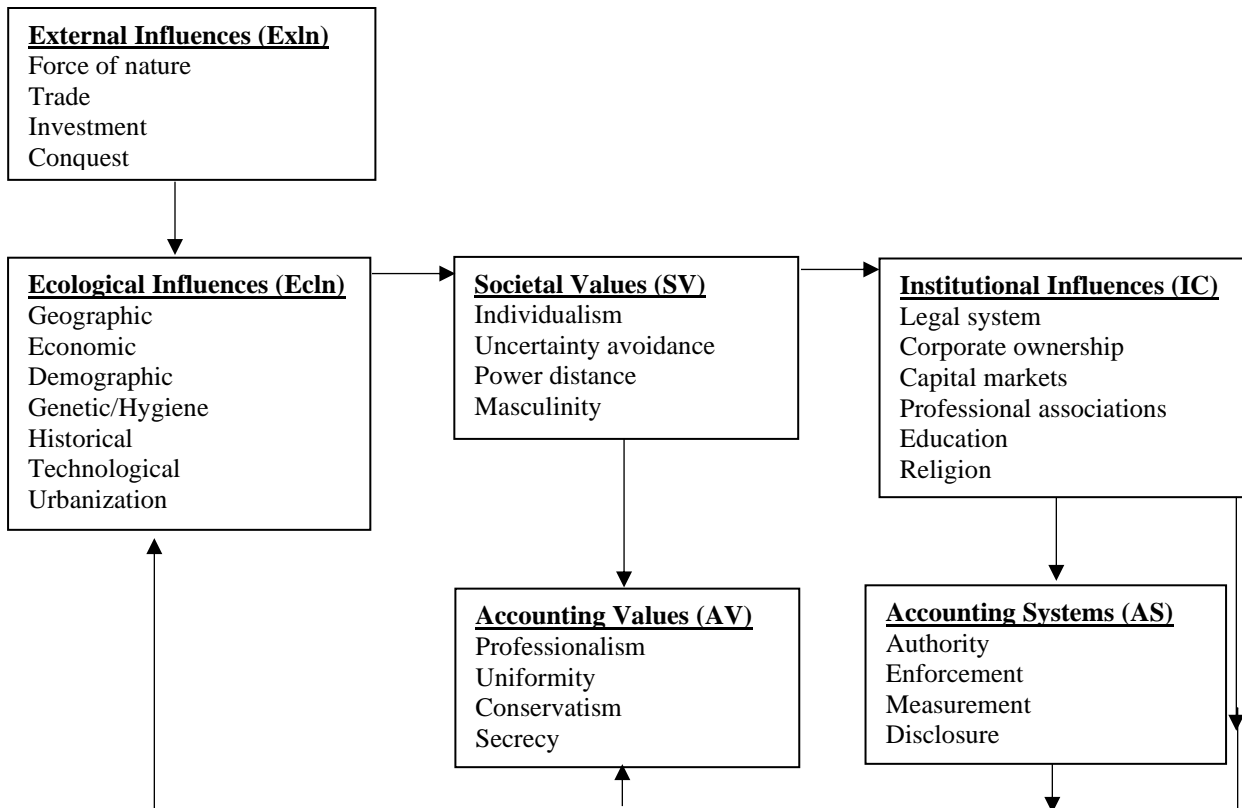 External Influences (Exln)
Force of nature
Trade
Investment
Conquest
Ecological Influences (Ecln)
Geographic
Economic
Demographic
Genetic/Hygiene
Historical
Technological
Urbanization
Societal Values (SV)
Individualism
Uncertainty avoidance
Power distance
Masculinity
Institutional Influences (IC)
Legal system
Corporate ownership
Capital markets
Professional associations
Education
Religion
Accounting Values (AV)
Professionalism
Uniformity
Conservatism
Secrecy
Accounting Systems (AS)
Authority
Enforcement
Measurement
Disclosure